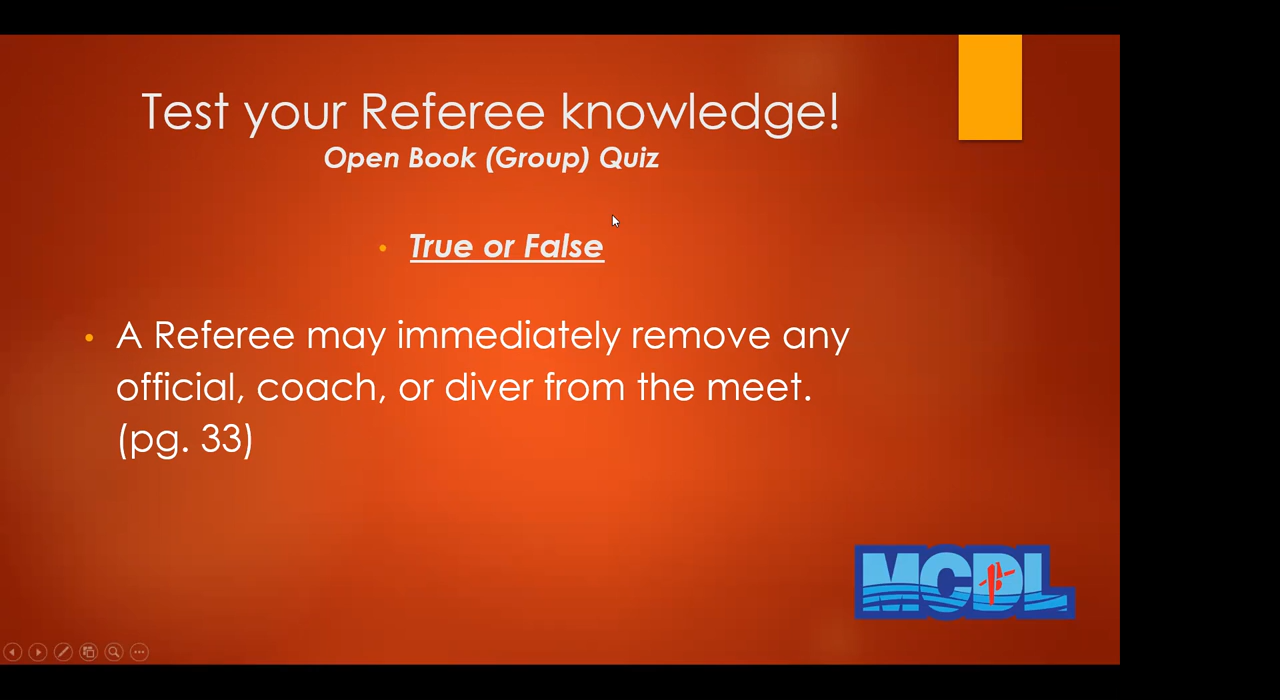 Test your Referee knowledge!
Open Book (Group) Quiz
True or False
A Referee may immediately remove any
official, coach, or diver from the meet.
(pg. 33)
MCDL